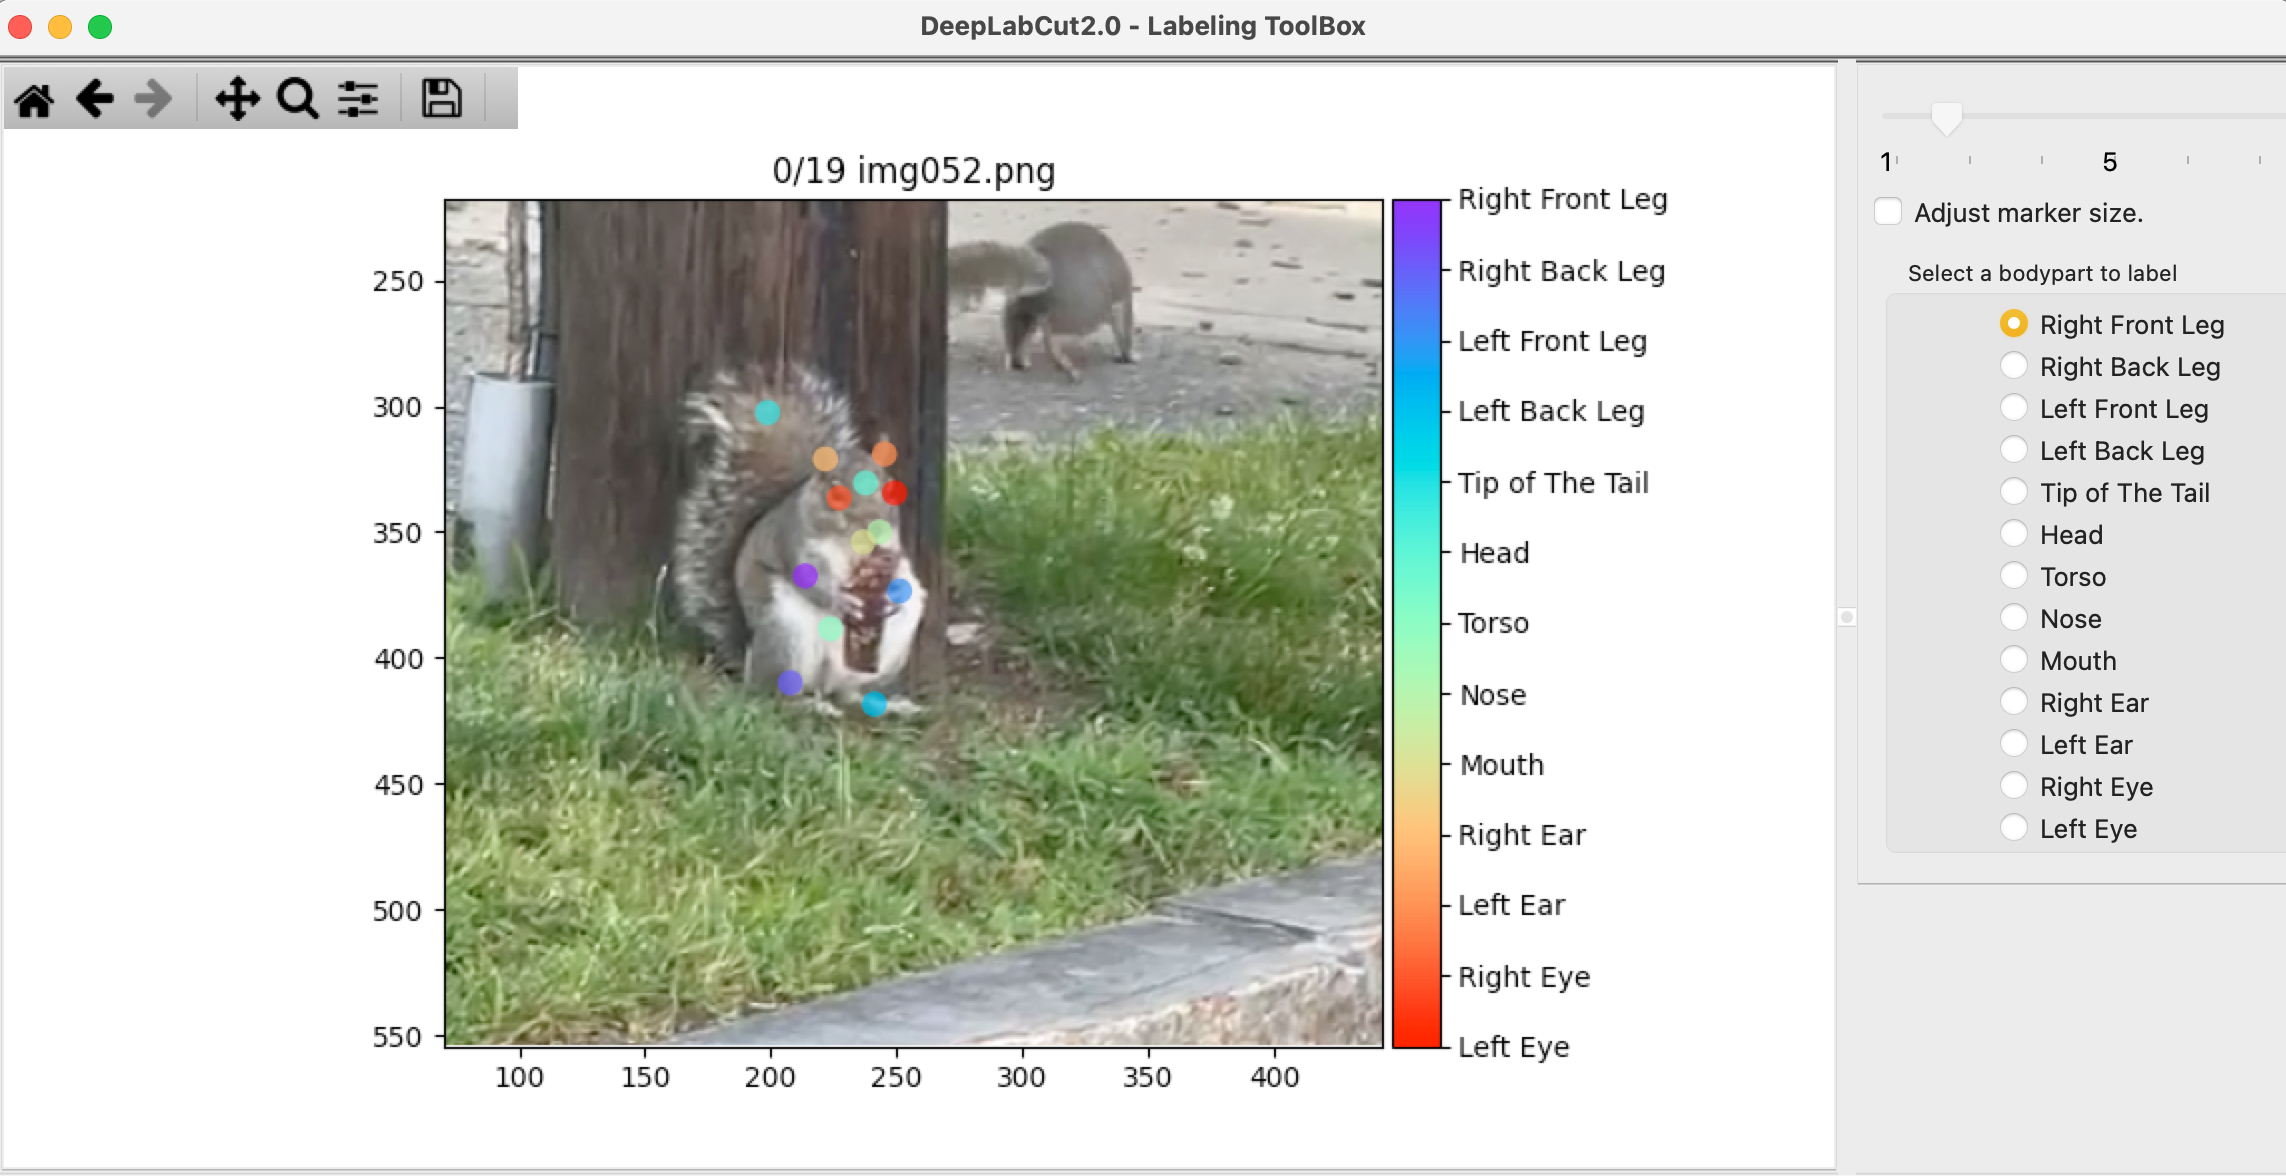 DeepLabCut2.0 - Labeling ToolBox
0/19 img052.png
250
300
350
400
450
500
550
100 150 200 250 300 350 400
Right Front Leg
Right Back Leg
Left Front Leg
Left Back Leg
Tip of The Tail
Head
Torso
Nose
Mouth
Right Ear
Left Ear
Right Eye
Left Eye
1 5
Adjust marker size.
Select a bodypart to label
Right Front Leg
Right Back Leg
Left Front Leg
Left Back Leg
Tip of The Tail
Head
Torso
Nose
Mouth
Right Ear
Left Ear
Right Eye
Left Eye